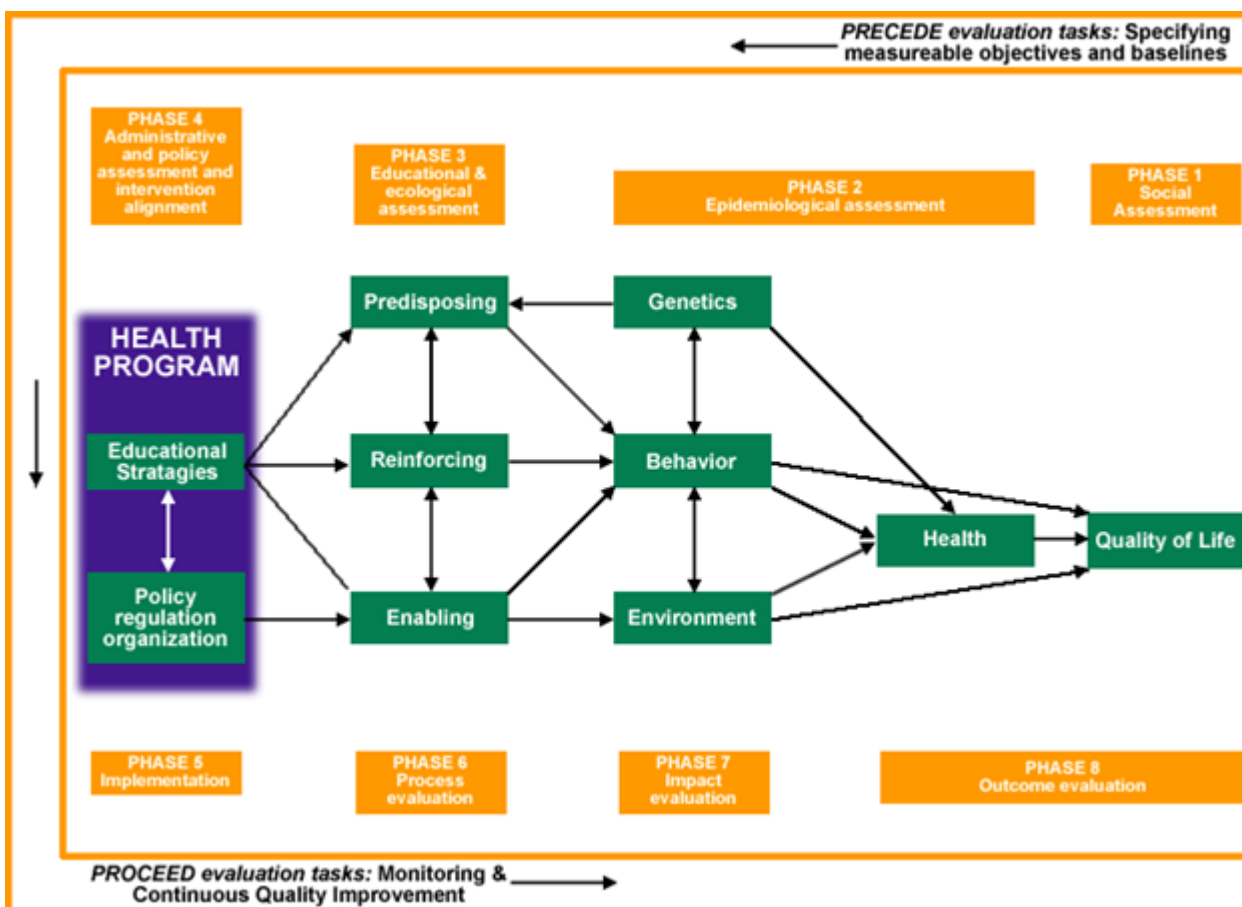 PRECEDE evaluation tasks: Specifying
measureable objectives and baselines
PHASE 4
Administrative
and policy
assessment and
intervention
alignment
PHASE 3
Educational &
ecological
assessment
PHASE 2
Epidemiological assessment
PHASE 1
Social
Assessment
HEALTH
PROGRAM
Educational
Stratagies
Policy
regulation
organization
Predisposing
Reinforcing
Enabling
Genetics
Behavior
Environment
Health
Quality of Life
PHASE 5
Implementation
PHASE 6
Process
evaluation
PHASE 7
Impact
evaluation
PHASE 8
Outcome evaluation
PROCEED evaluation tasks: Monitoring &
Continuous Quality Improvement